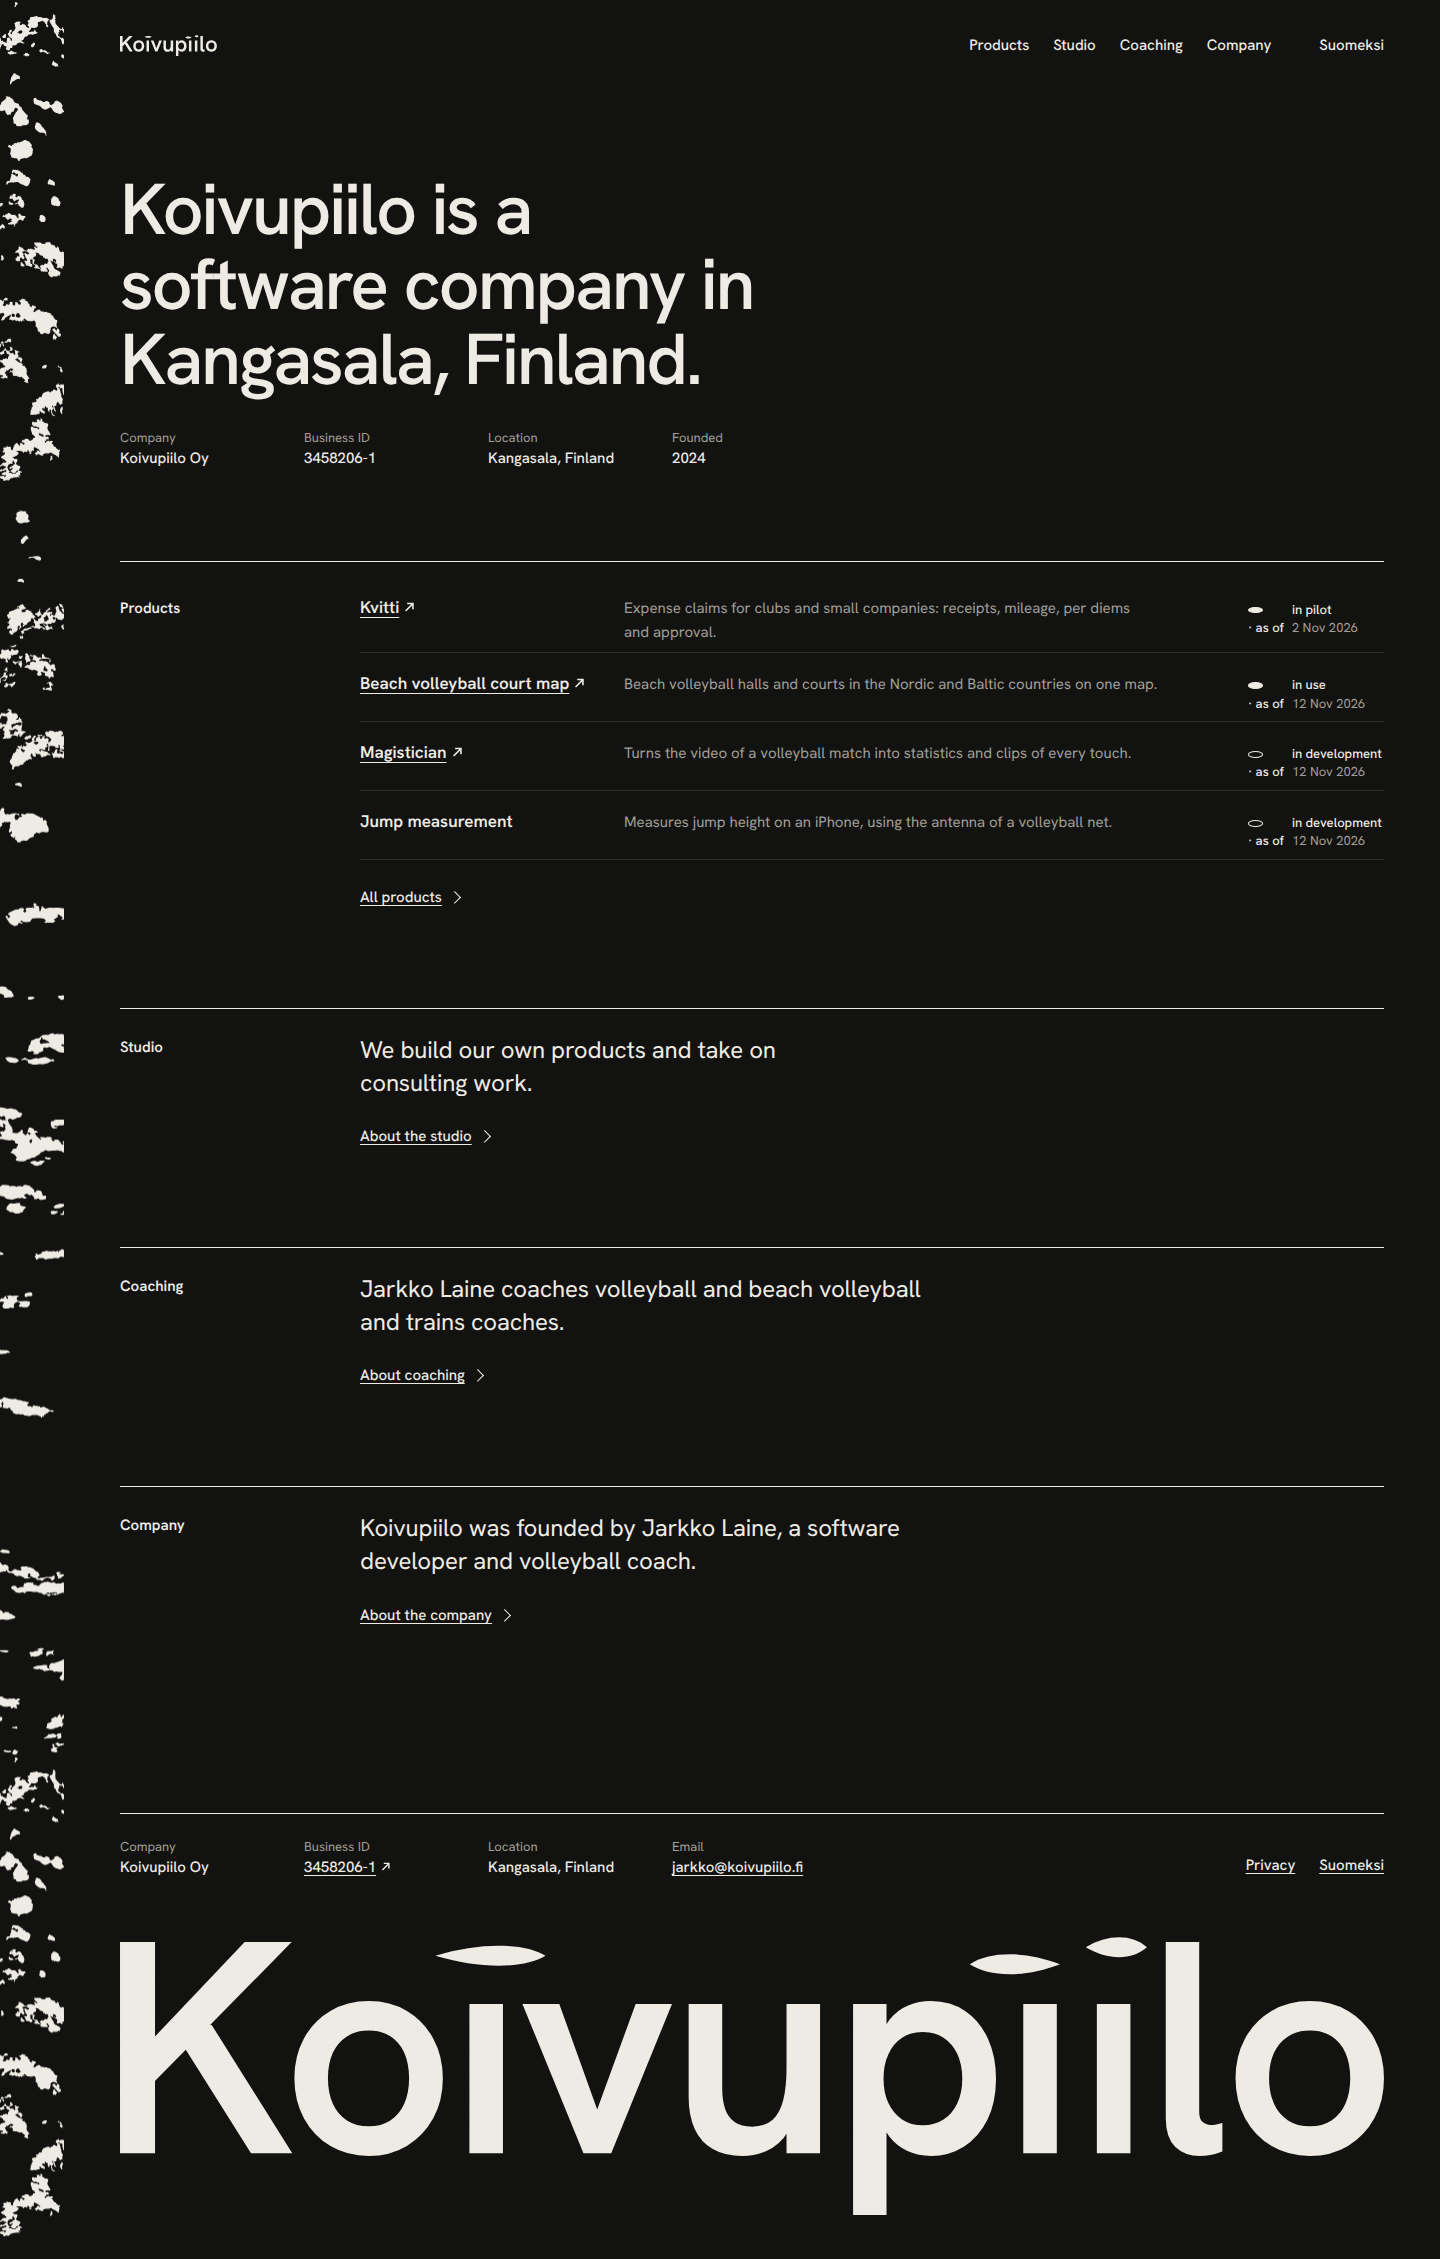 Koivupiilo
Products Studio Coaching Company Suomeksi
Koivupiilo is a
software company in
Kangasala, Finland.
Company Business ID Location Founded
Koivupiilo Oy 3458206-1 Kangasala, Finland 2024
Products
Kvitti ↗ Expense claims for clubs and small companies: receipts, mileage, per diems in pilot
and approval. · as of 2 Nov 2026
Beach volleyball court map ↗ Beach volleyball halls and courts in the Nordic and Baltic countries on one map. in use
· as of 12 Nov 2026
Magistician ↗ Turns the video of a volleyball match into statistics and clips of every touch. in development
· as of 12 Nov 2026
Jump measurement Measures jump height on an iPhone, using the antenna of a volleyball net. in development
· as of 12 Nov 2026
All products
Studio
We build our own products and take on
consulting work.
About the studio
Coaching
Jarkko Laine coaches volleyball and beach volleyball
and trains coaches.
About coaching
Company
Koivupiilo was founded by Jarkko Laine, a software
developer and volleyball coach.
About the company
Company Business ID Location Email
Koivupiilo Oy 3458206-1 ↗ Kangasala, Finland jarkko@koivupiilo.fi Privacy Suomeksi
Koivupiilo